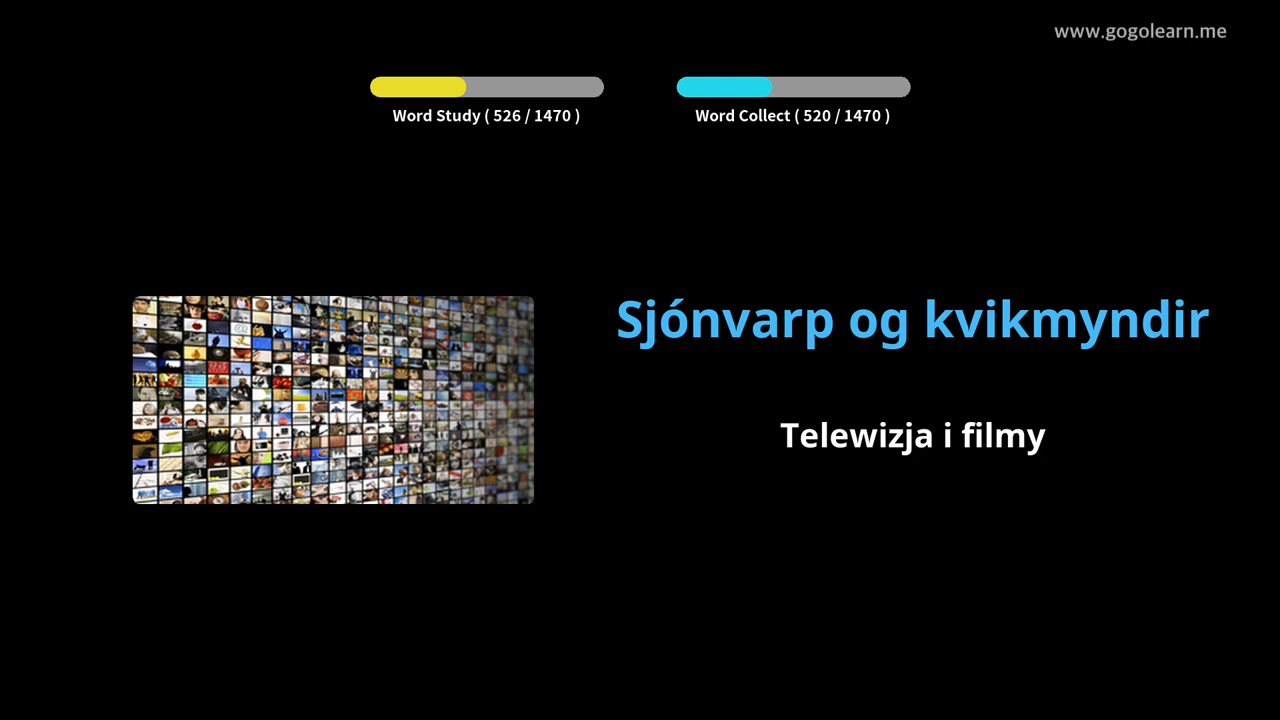 www.gogolearn.me
Word Study ( 526 / 1470 )
Word Collect ( 520 / 1470 )
Sjónvarp og kvikmyndir
Telewizja i filmy